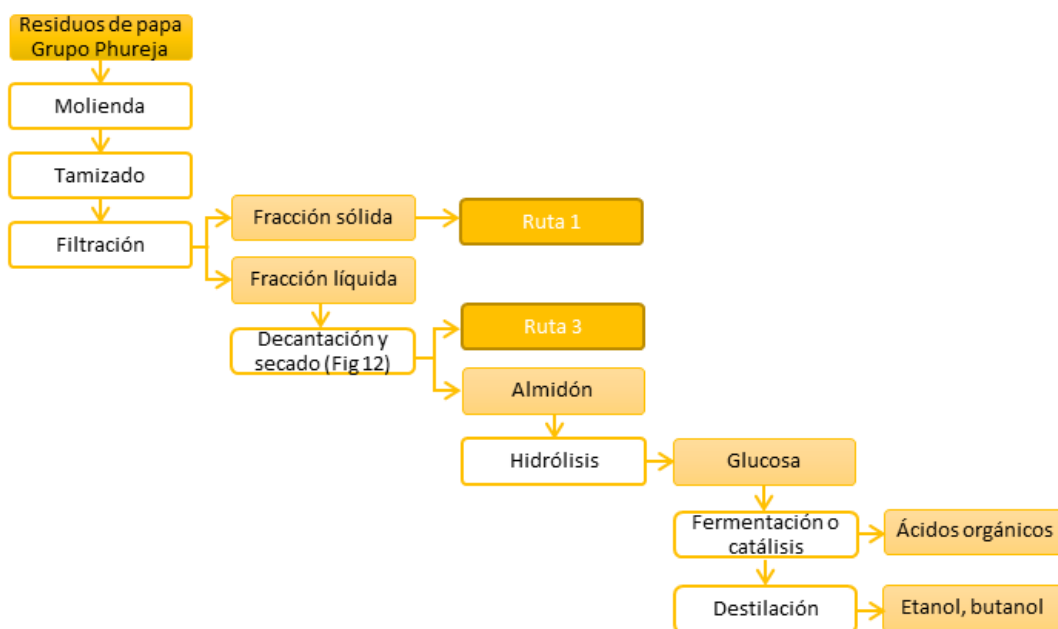 Residuos de papa
Grupo Phureja
Molienda
Tamizado
Filtración
Fracción sólida
Ruta 1
Fracción líquida
Decantación y
secado (Fig 12)
Ruta 3
Almidón
Hidrólisis
Glucosa
Fermentación o
catálisis
Ácidos orgánicos
Destilación
Etanol, butanol